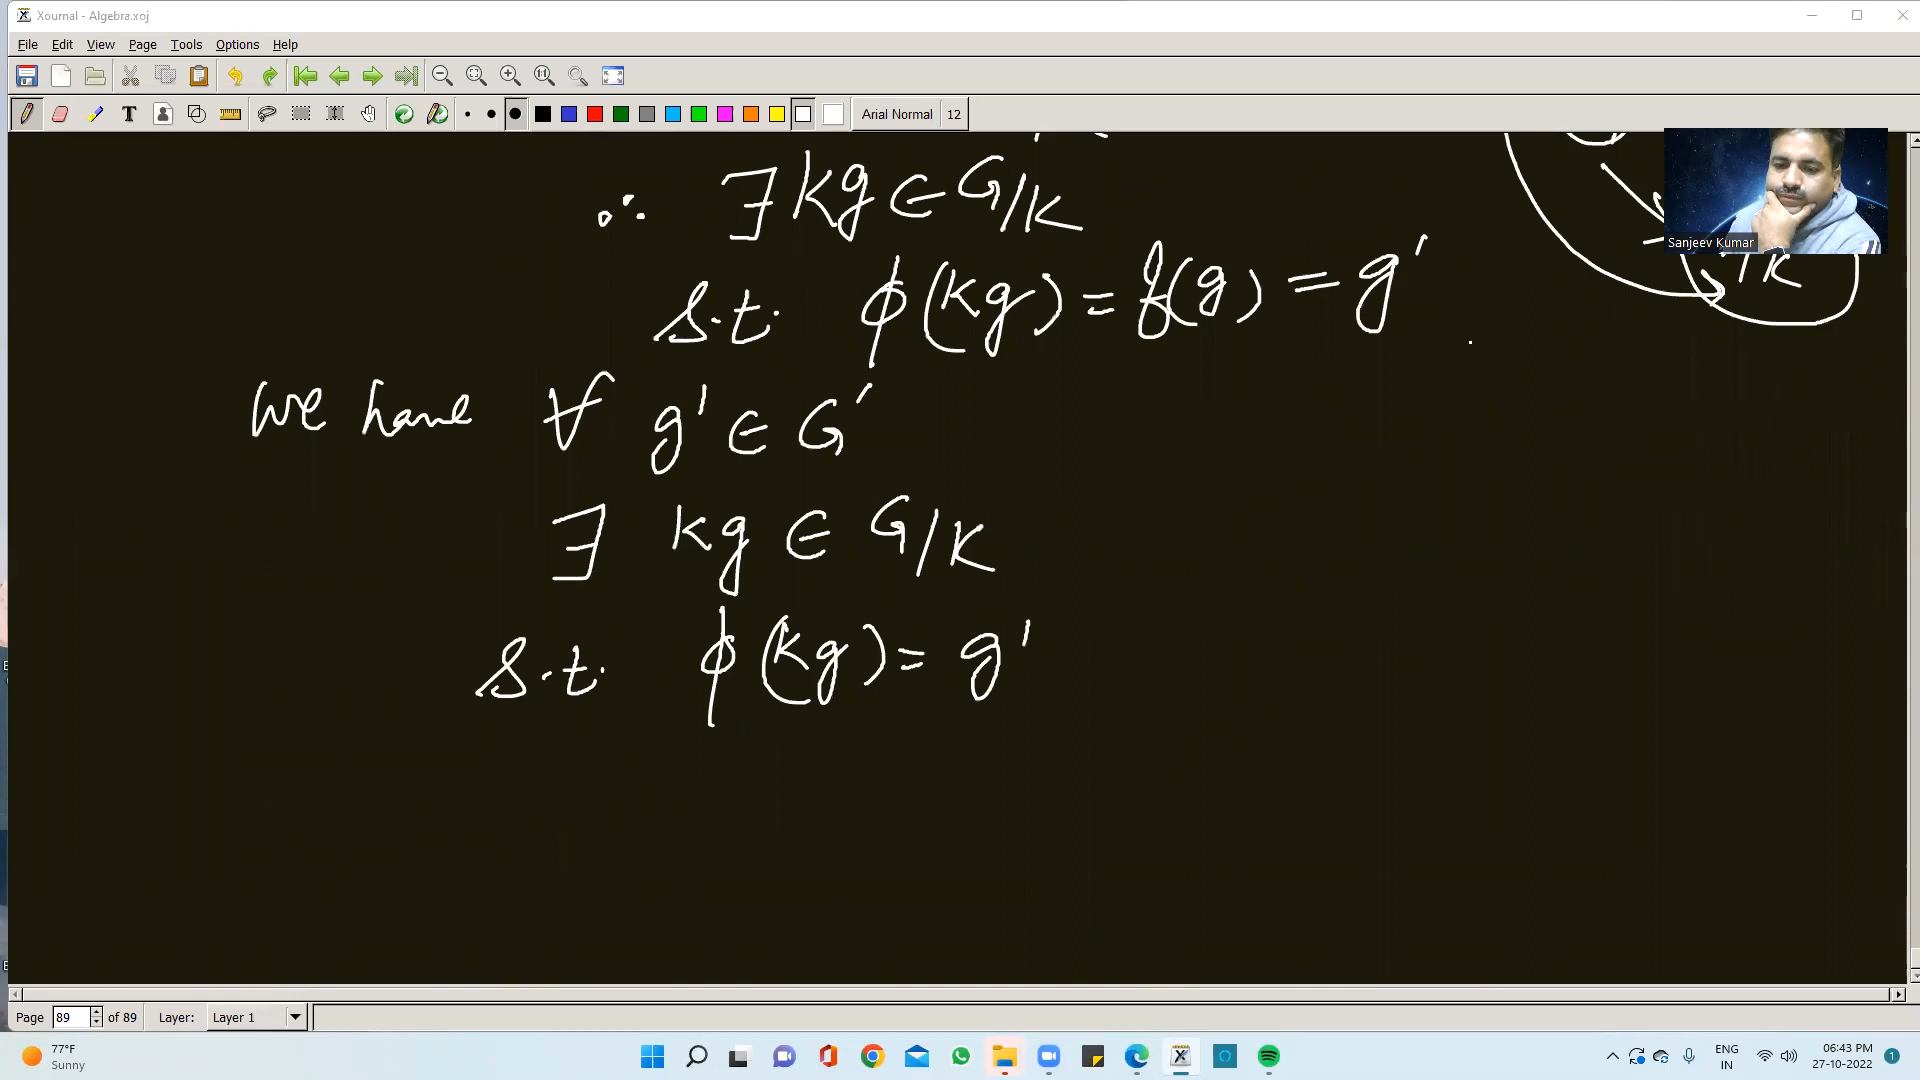 Xournal - Algebra.xoj
File Edit View Page Tools Options Help
Arial Normal 12
∴ ∃ Kg ∈ G/K
s.t. φ(Kg) = f(g) = g'
Sanjeev Kumar
We have ∀ g' ∈ G'
∃ Kg ∈ G/K
s.t. φ(Kg) = g'
Page 89 of 89 Layer: Layer 1
77°F
Sunny
ENG
IN
06:43 PM
27-10-2022
1